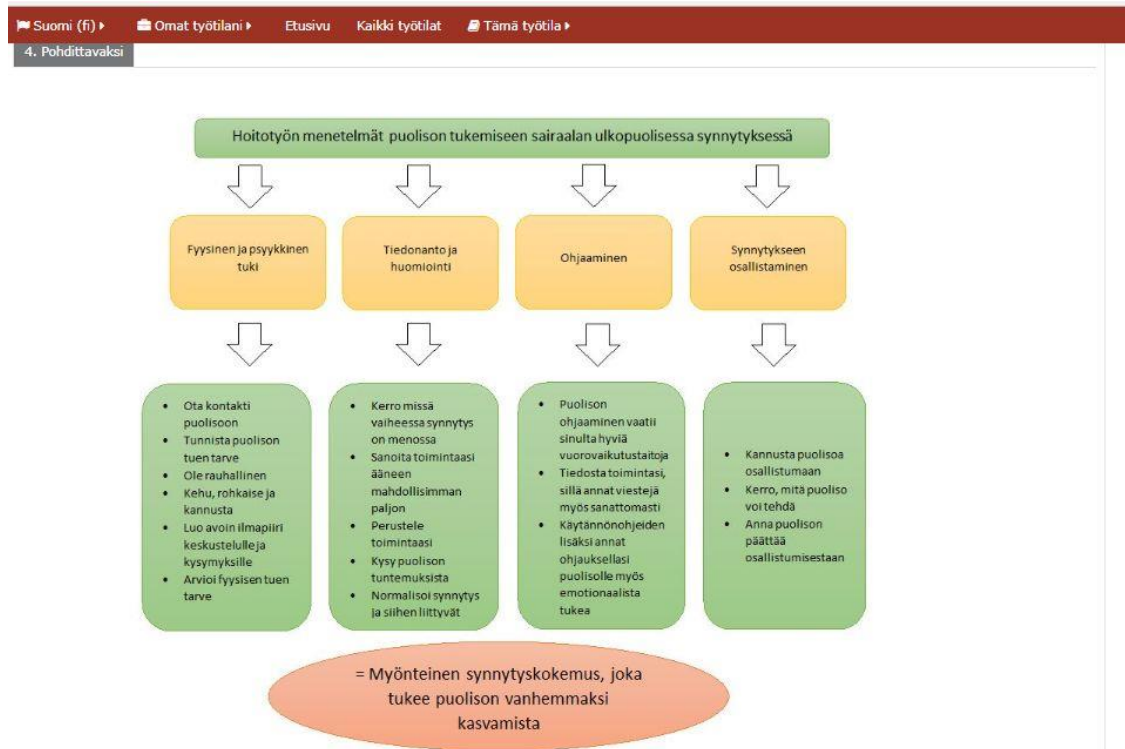 Suomi (fi)
Omat työtilani
Etusivu
Kaikki työtilat
Tämä työtila
4. Pohdittavaksi
Hoitotyön menetelmät puolison tukemiseen sairaalan ulkopuolisessa synnytyksessä
Fyysinen ja psyykkinen
tuki
Tiedonanto ja
huomiointi
Ohjaaminen
Synnytykseen
osallistaminen
• Ota kontakti
puolisoon
• Tunnista puolison
tuen tarve
• Ole rauhallinen
• Kehu, rohkaise ja
kannusta
• Luo avoin ilmapiiri
keskustelulle ja
kysymyksille
• Arvioi fyysisen tuen
tarve
• Kerro missä
vaiheessa synnytys
on menossa
• Sanoita toimintaasi
ääneen
mahdollisimman
paljon
• Perustele
toimintaasi
• Kysy puolison
tuntemuksista
• Normalisoi synnytys
ja siihen liittyvät
• Puolison
ohjaaminen vaatii
sinulta hyviä
vuorovaikutustaitoja
• Tiedosta toimintasi,
sillä annat viestejä
myös sanattomasti
• Käytännönohjeiden
lisäksi annat
ohjauksellasi
puolisolle myös
emotionaalista
tukea
• Kannusta puolisoa
osallistumaan
• Kerro, mitä puoliso
voi tehdä
• Anna puolison
päättää
osallistumisestaan
= Myönteinen synnytyskokemus, joka
tukee puolison vanhemmaksi
kasvamista